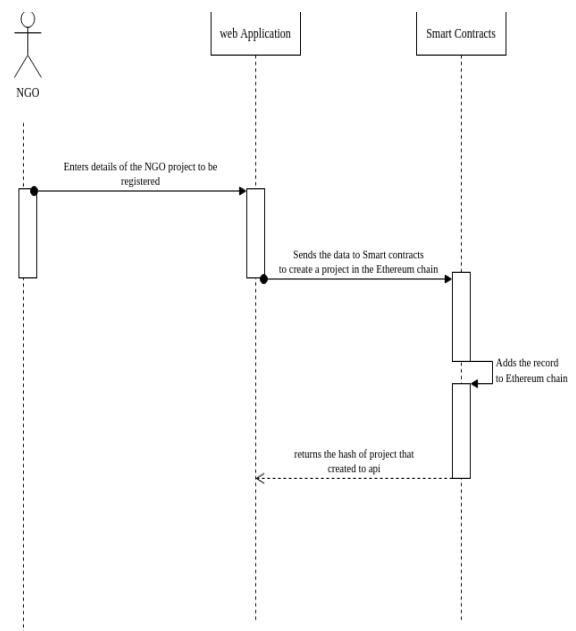 web Application
Smart Contracts
NGO
Enters details of the NGO project to be
registered
Sends the data to Smart contracts
to create a project in the Ethereum chain
Adds the record
to Ethereum chain
returns the hash of project that
created to api